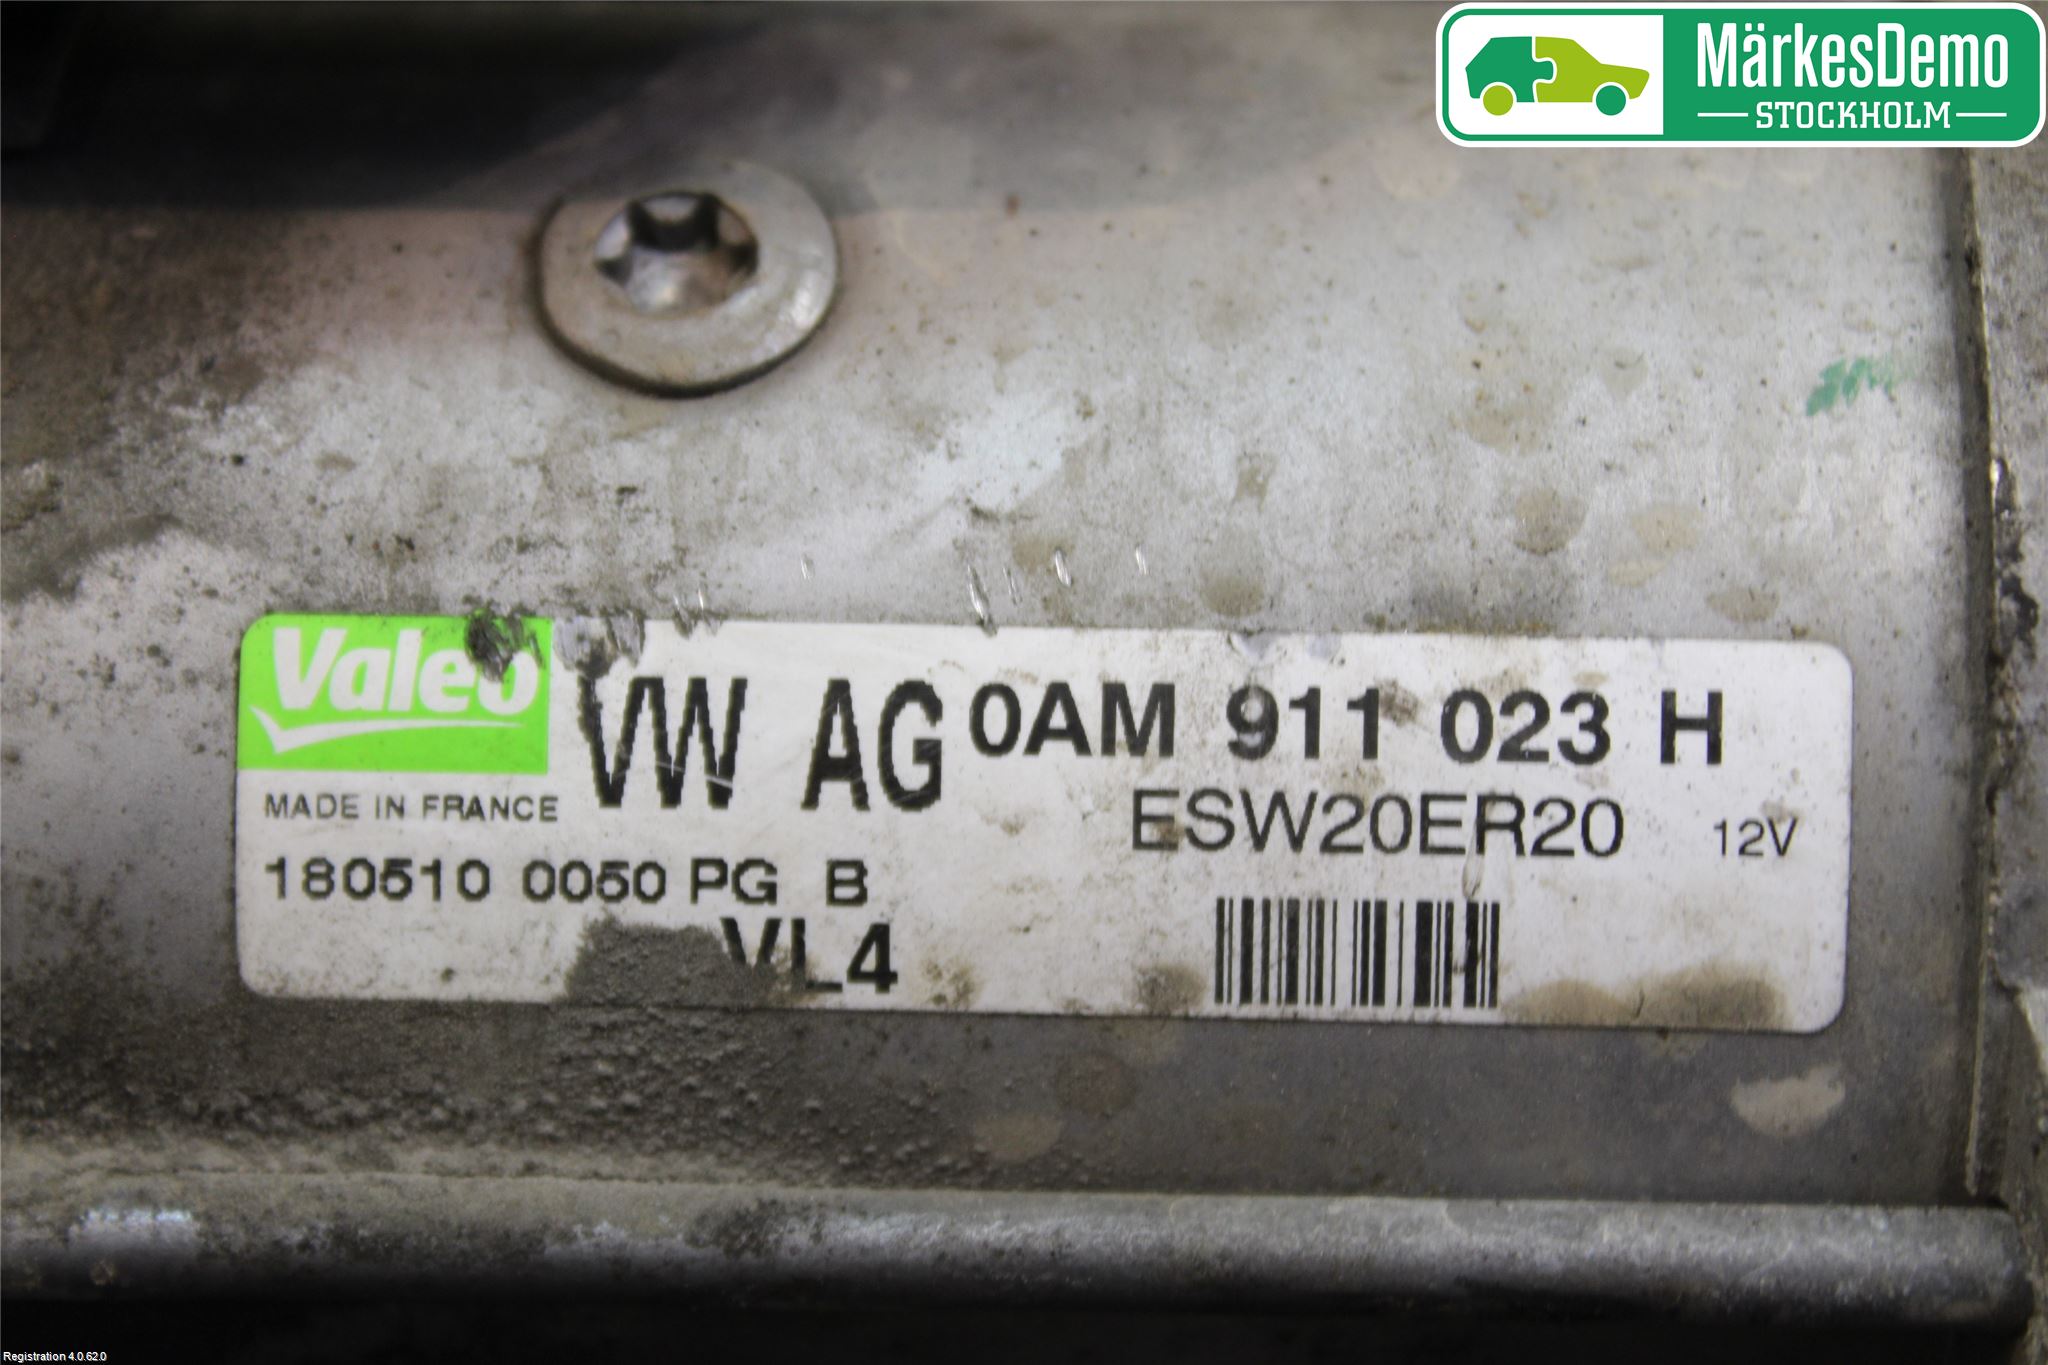 MärkesDemo
STOCKHOLM
Valeo
VW AG 0AM 911 023 H
MADE IN FRANCE
ESW20ER20 12V
180510 0050 PG B
VL4
Registration 4.0.62.0